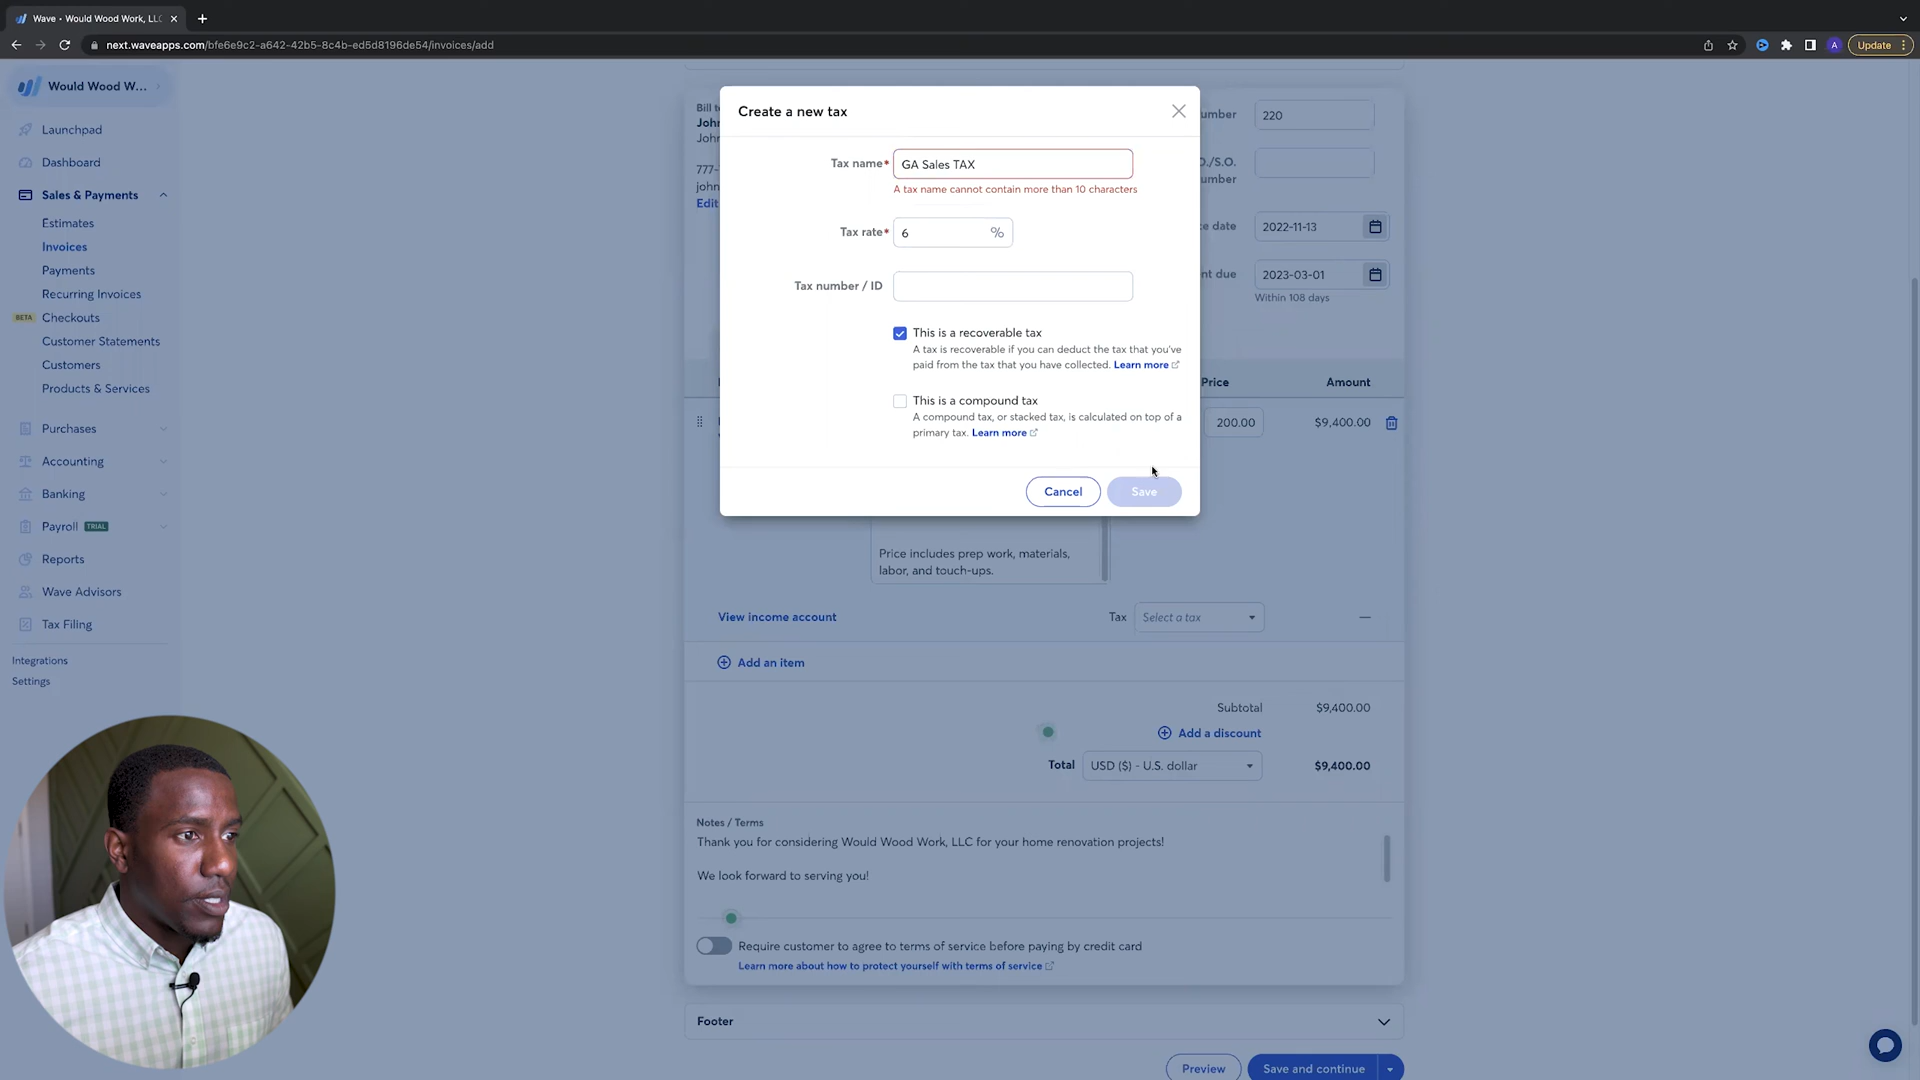 Wave • Would Wood Work, LLC
next.waveapps.com/bfe6e9c2-a642-42b5-8c4b-ed5d8196de54/invoices/add
A
Update
Would Wood W...
Launchpad
Dashboard
Sales & Payments
Estimates
Invoices
Payments
Recurring Invoices
BETA Checkouts
Customer Statements
Customers
Products & Services
Purchases
Accounting
Banking
Payroll TRIAL
Reports
Wave Advisors
Tax Filing
Integrations
Settings
Bill t
John
John
777-
john
Edit
umber 220
O./S.O.
umber
e date 2022-11-13
nt due 2023-03-01
Within 108 days
Price Amount
200.00 $9,400.00
Create a new tax
Tax name* GA Sales TAX
A tax name cannot contain more than 10 characters
Tax rate* 6 %
Tax number / ID
This is a recoverable tax
A tax is recoverable if you can deduct the tax that you've
paid from the tax that you have collected. Learn more
This is a compound tax
A compound tax, or stacked tax, is calculated on top of a
primary tax. Learn more
Cancel Save
Price includes prep work, materials,
labor, and touch-ups.
View income account Tax Select a tax —
Add an item
Subtotal $9,400.00
Add a discount
Total USD ($) - U.S. dollar $9,400.00
Notes / Terms
Thank you for considering Would Wood Work, LLC for your home renovation projects!
We look forward to serving you!
Require customer to agree to terms of service before paying by credit card
Learn more about how to protect yourself with terms of service
Footer
Preview Save and continue